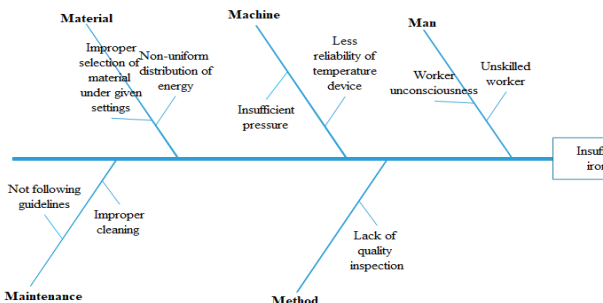 Material
Machine
Man
Improper
selection of
material
under given
settings
Non-uniform
distribution of
energy
Insufficient
pressure
Less
reliability of
temperature
device
Worker
unconsciousness
Unskilled
worker
Not following
guidelines
Improper
cleaning
Lack of
quality
inspection
Maintenance
Method